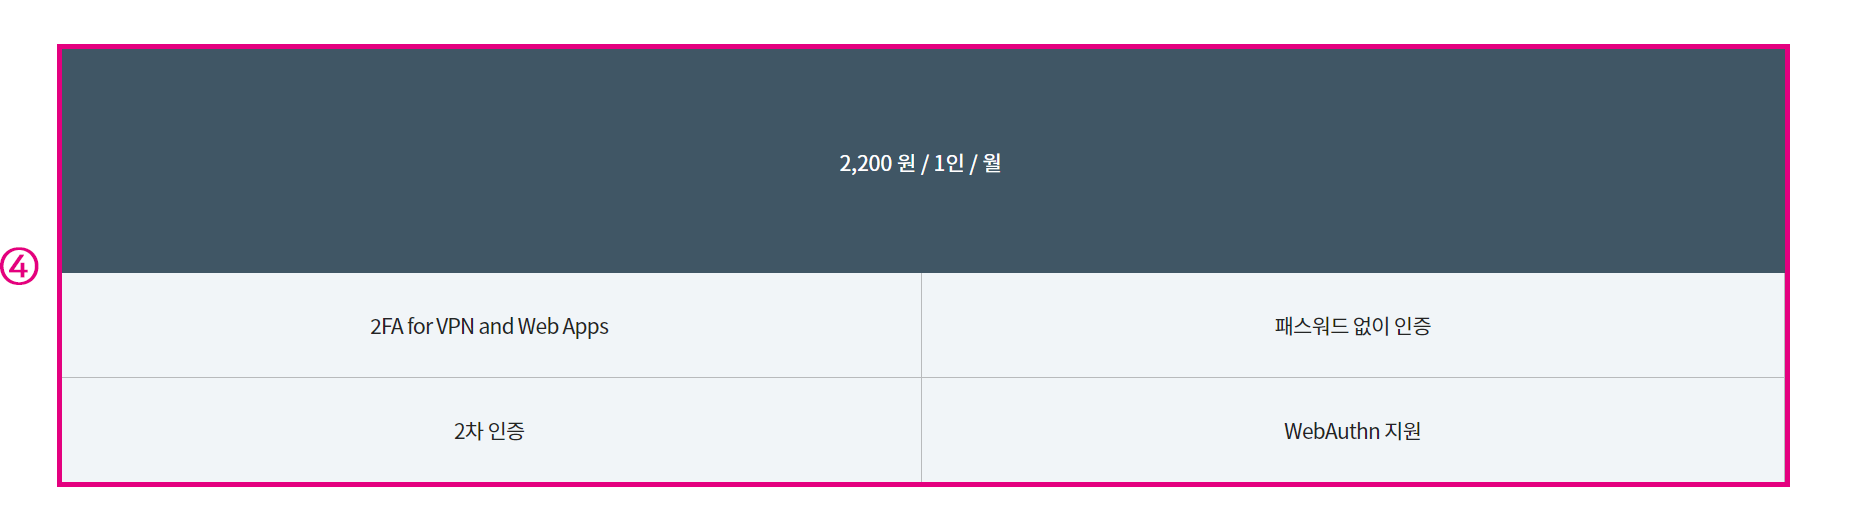 2,200 원 / 1인 / 월
④
2FA for VPN and Web Apps
패스워드 없이 인증
2차 인증
WebAuthn 지원